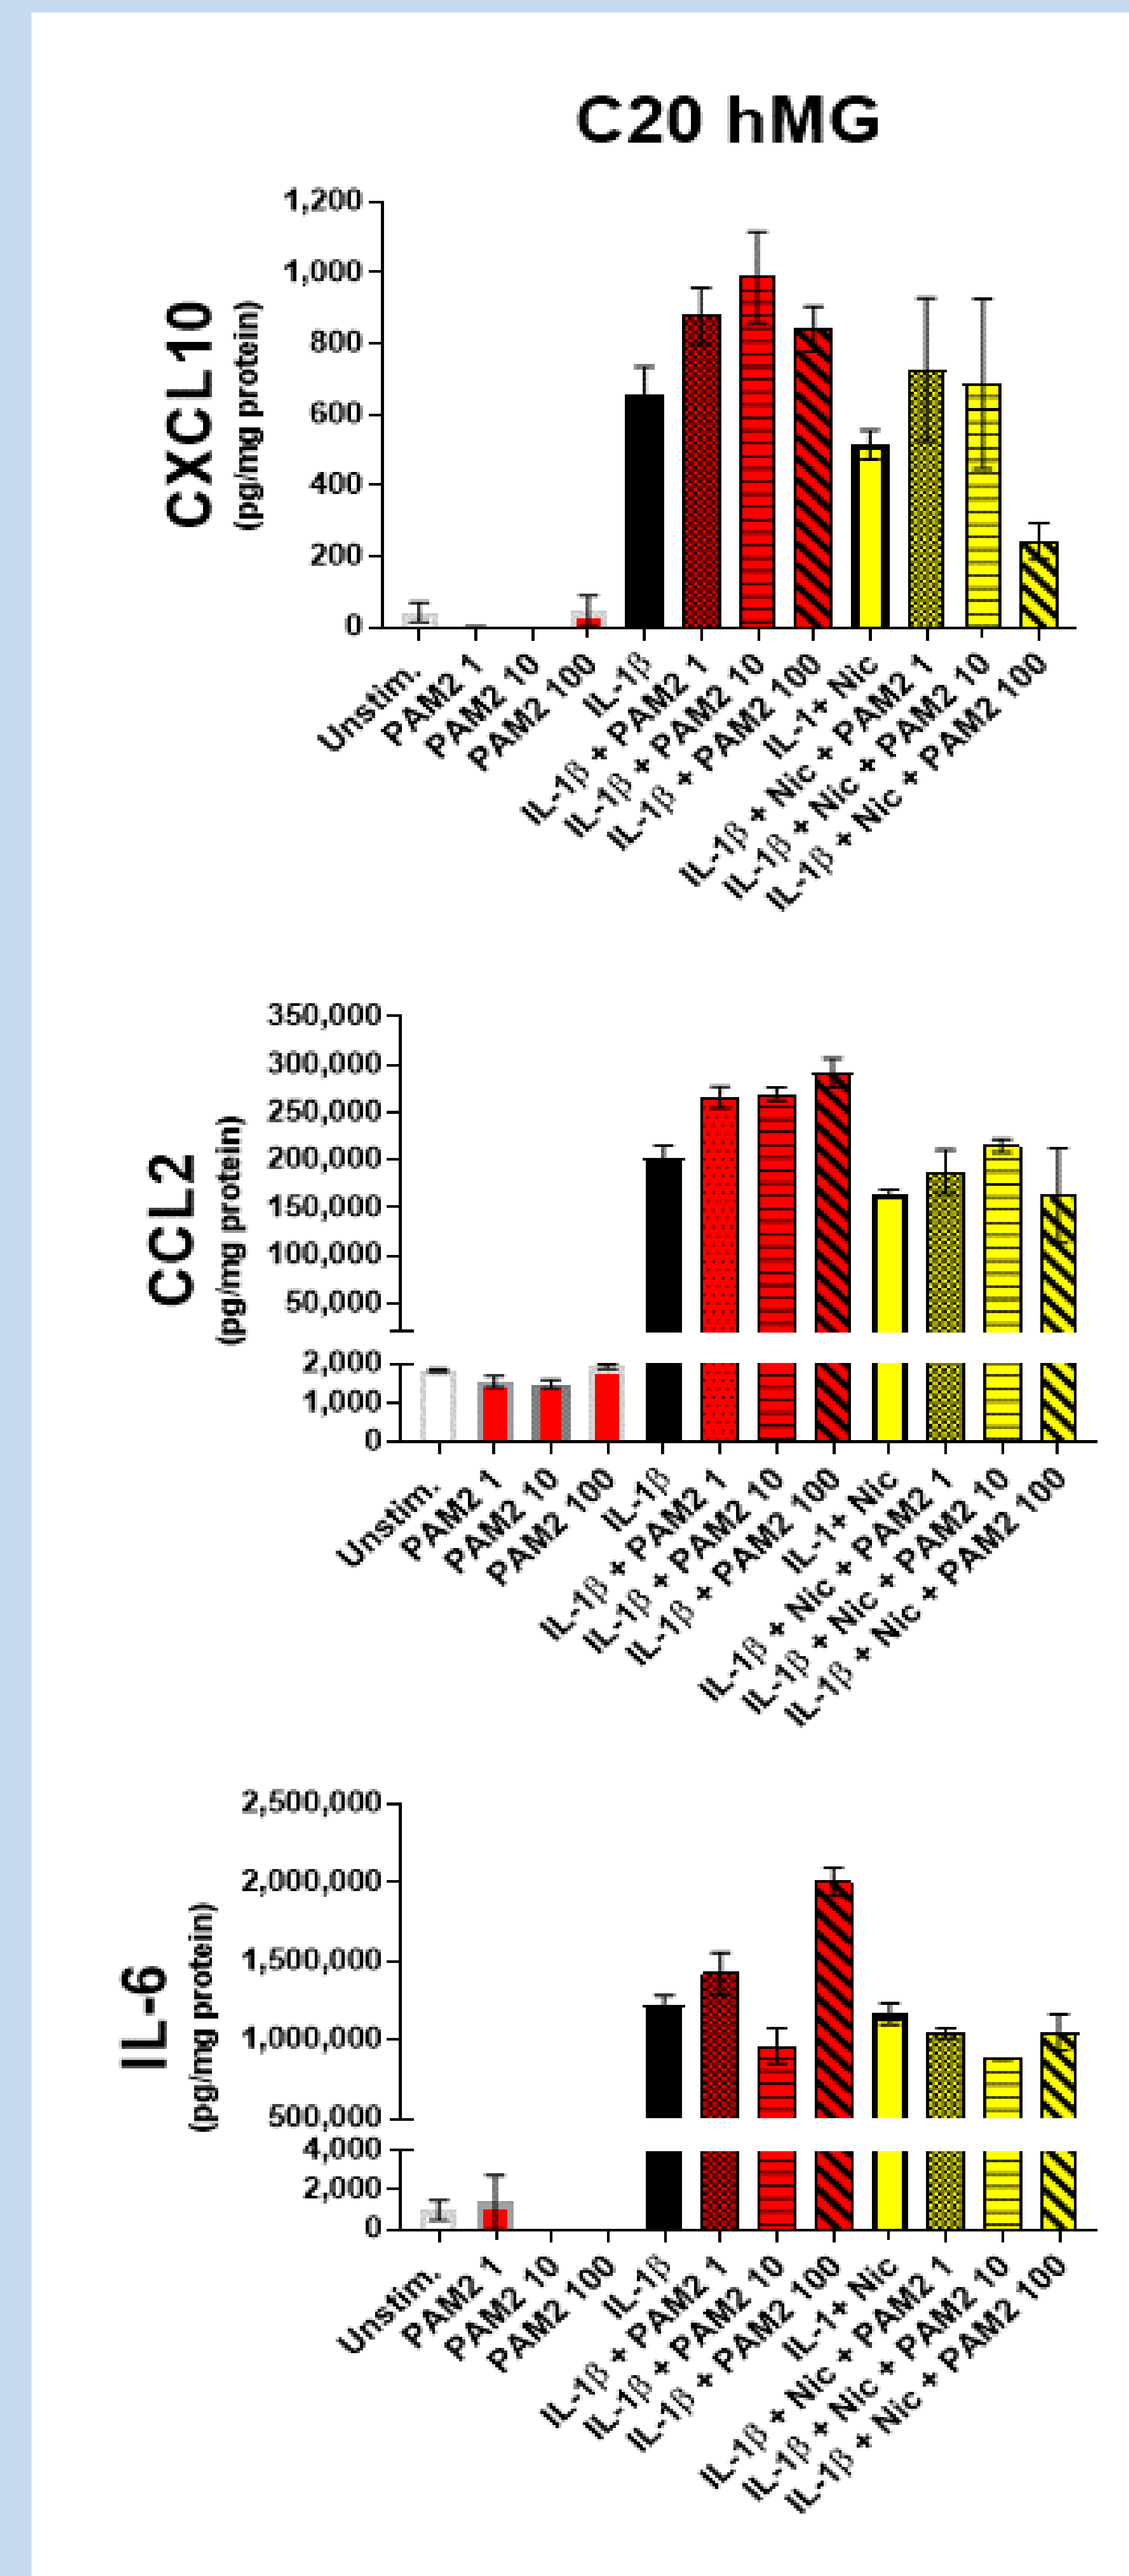 C20 hMG
CXCL10
(pg/mg protein)
1,200
1,000
800
600
400
200
0
Unstim.
PAM2 1
PAM2 10
PAM2 100
IL-1β
IL-1β + PAM2 1
IL-1β + PAM2 10
IL-1β + PAM2 100
IL-1+ Nic
IL-1β + Nic + PAM2 1
IL-1β + Nic + PAM2 10
IL-1β + Nic + PAM2 100
CCL2
(pg/mg protein)
350,000
300,000
250,000
200,000
150,000
100,000
50,000
2,000
1,000
0
Unstim.
PAM2 1
PAM2 10
PAM2 100
IL-1β
IL-1β + PAM2 1
IL-1β + PAM2 10
IL-1β + PAM2 100
IL-1+ Nic
IL-1β + Nic + PAM2 1
IL-1β + Nic + PAM2 10
IL-1β + Nic + PAM2 100
IL-6
(pg/mg protein)
2,500,000
2,000,000
1,500,000
1,000,000
500,000
4,000
2,000
0
Unstim.
PAM2 1
PAM2 10
PAM2 100
IL-1β
IL-1β + PAM2 1
IL-1β + PAM2 10
IL-1β + PAM2 100
IL-1+ Nic
IL-1β + Nic + PAM2 1
IL-1β + Nic + PAM2 10
IL-1β + Nic + PAM2 100